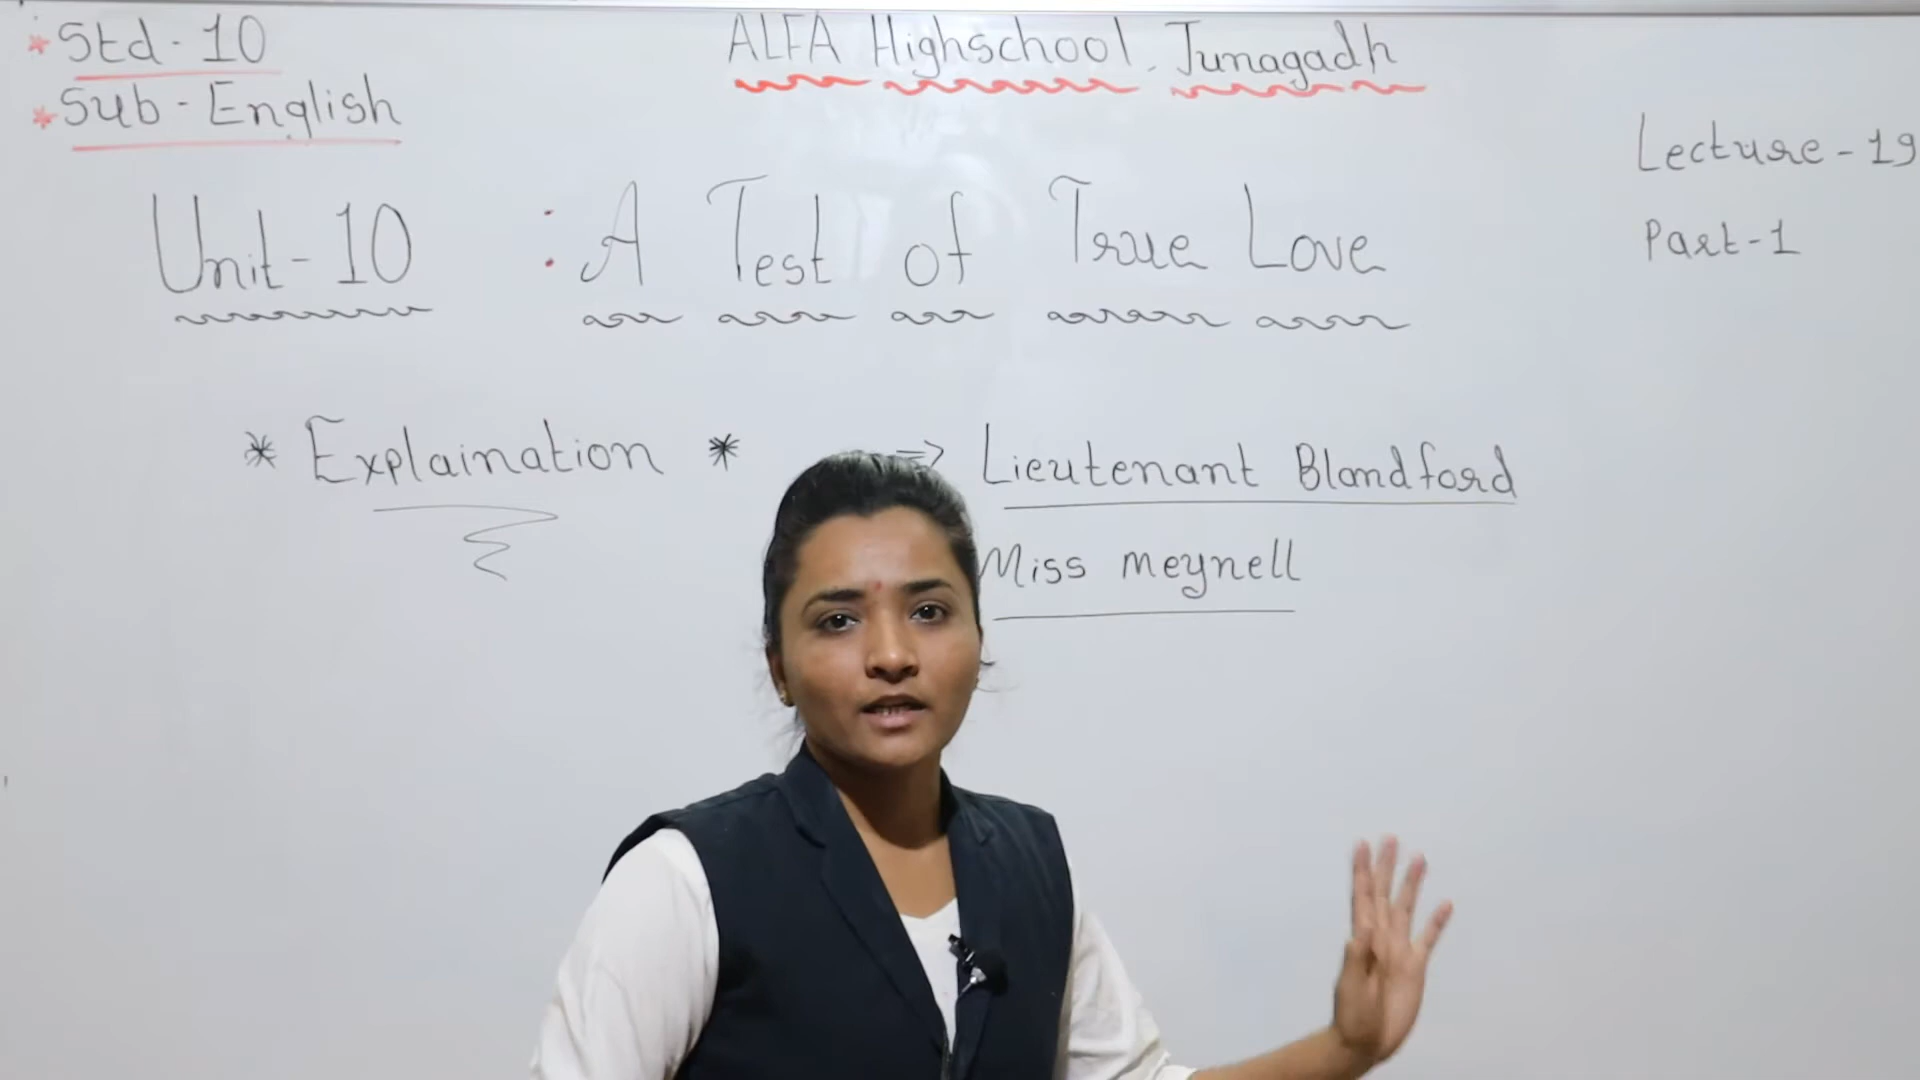 * Std - 10
ALFA Highschool, Junagadh
* Sub - English
Lecture - 19
Unit - 10 : A Test of True Love
Part - 1
* Explaination * => Lieutenant Blandford
Miss meynell